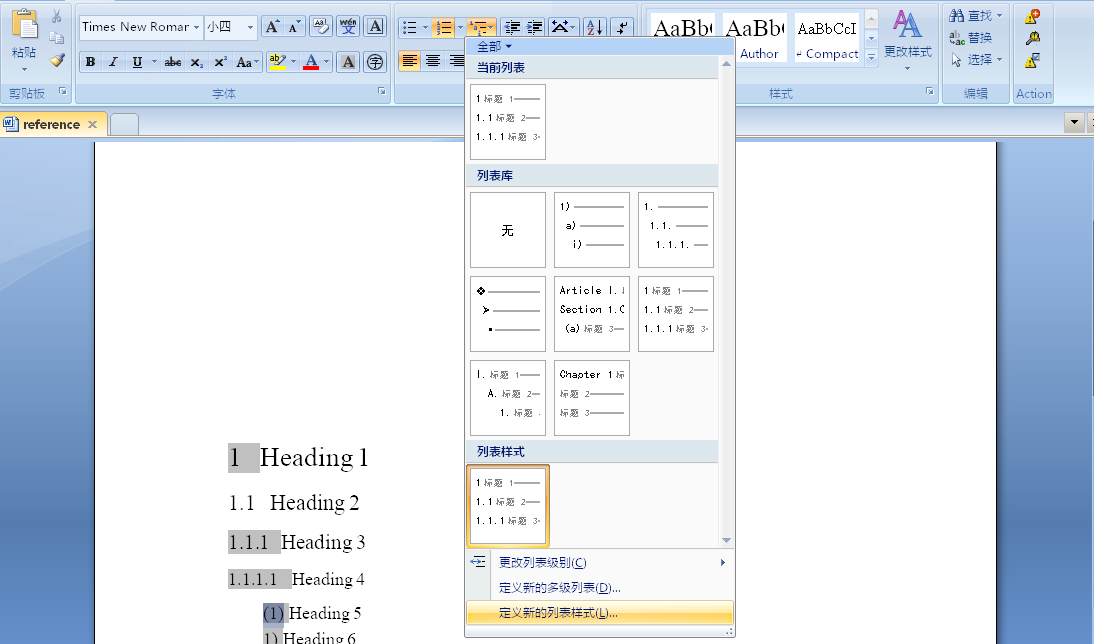 粘贴
剪贴板
Times New Romar
小四
A A Aa wén A
B I U abc x₂ x² Aa ab A A 字
字体
AaBb( AaBb( AaBbCcI
Author
Compact
更改样式
样式
查找
替换
选择
编辑
Action
reference
全部
当前列表
1 标题 1
1.1 标题 2
1.1.1 标题 3
列表库
无
1)
a)
i)
1.
1.1.
1.1.1.
Article I.
Section 1.0
(a) 标题 3
1 标题 1
1.1 标题 2
1.1.1 标题 3
I. 标题 1
A. 标题 2
1. 标题
Chapter 1 标
标题 2
标题 3
列表样式
1 标题 1
1.1 标题 2
1.1.1 标题 3
更改列表级别(C)
定义新的多级列表(D)...
定义新的列表样式(L)...
1 Heading 1
1.1 Heading 2
1.1.1 Heading 3
1.1.1.1 Heading 4
(1) Heading 5
1) Heading 6